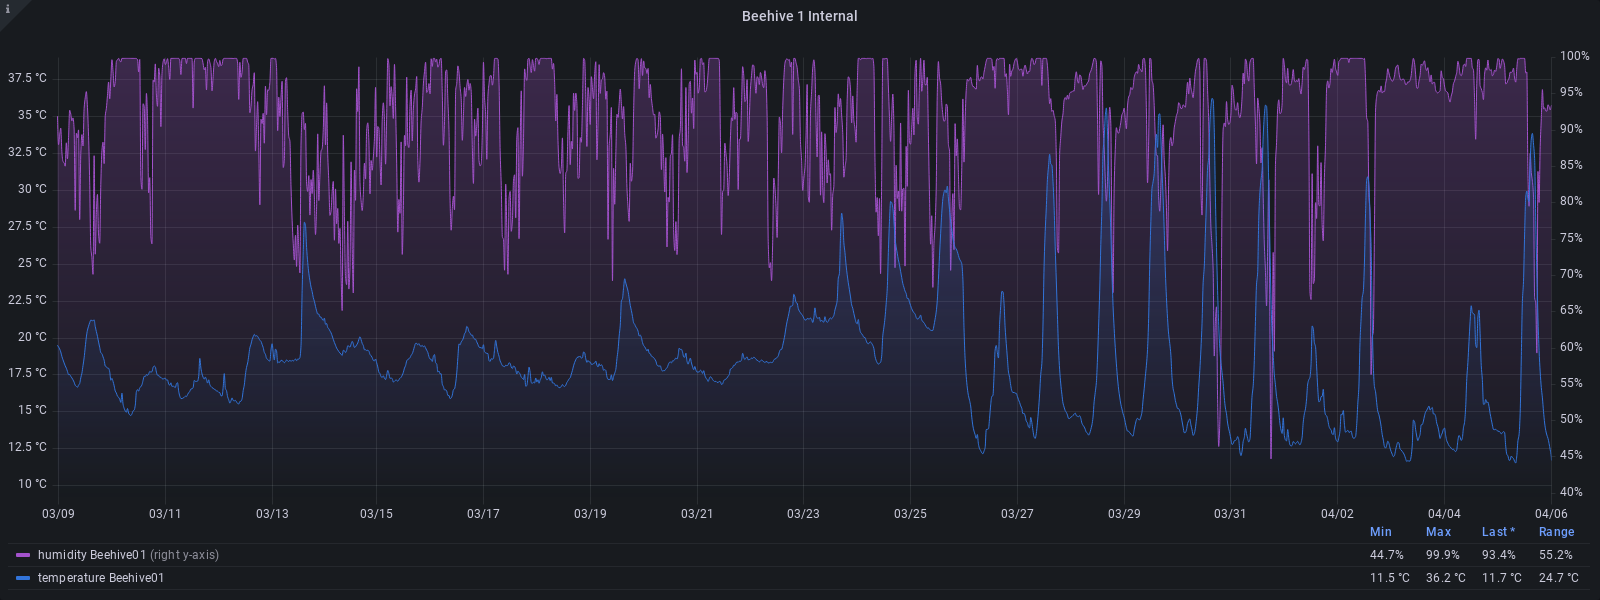 i
Beehive 1 Internal
37.5 °C
35 °C
32.5 °C
30 °C
27.5 °C
25 °C
22.5 °C
20 °C
17.5 °C
15 °C
12.5 °C
10 °C
100%
95%
90%
85%
80%
75%
70%
65%
60%
55%
50%
45%
40%
03/09 03/11 03/13 03/15 03/17 03/19 03/21 03/23 03/25 03/27 03/29 03/31 04/02 04/04 04/06
Min Max Last * Range
humidity Beehive01 (right y-axis) 44.7% 99.9% 93.4% 55.2%
temperature Beehive01 11.5 °C 36.2 °C 11.7 °C 24.7 °C